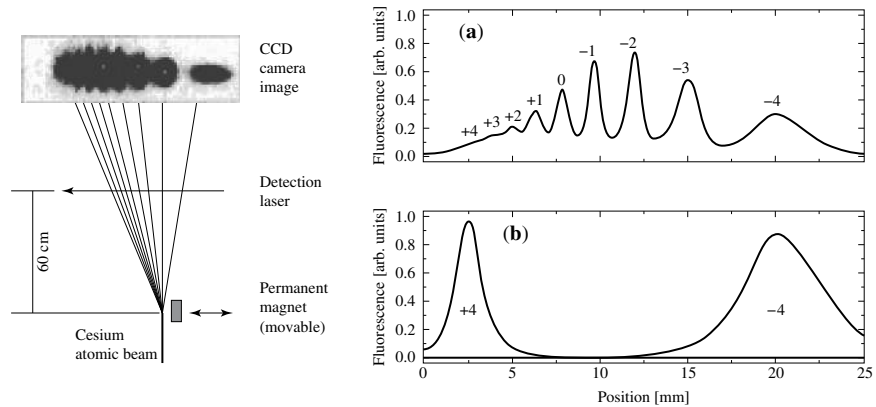 CCD
camera
image
Detection
laser
60 cm
Permanent
magnet
(movable)
Cesium
atomic beam
Fluorescence [arb. units]
1.0
0.8
0.6
0.4
0.2
0.0
(a)
+4
+3
+2
+1
0
−1
−2
−3
−4
Fluorescence [arb. units]
1.0
0.8
0.6
0.4
0.2
0.0
(b)
+4
−4
0 5 10 15 20 25
Position [mm]